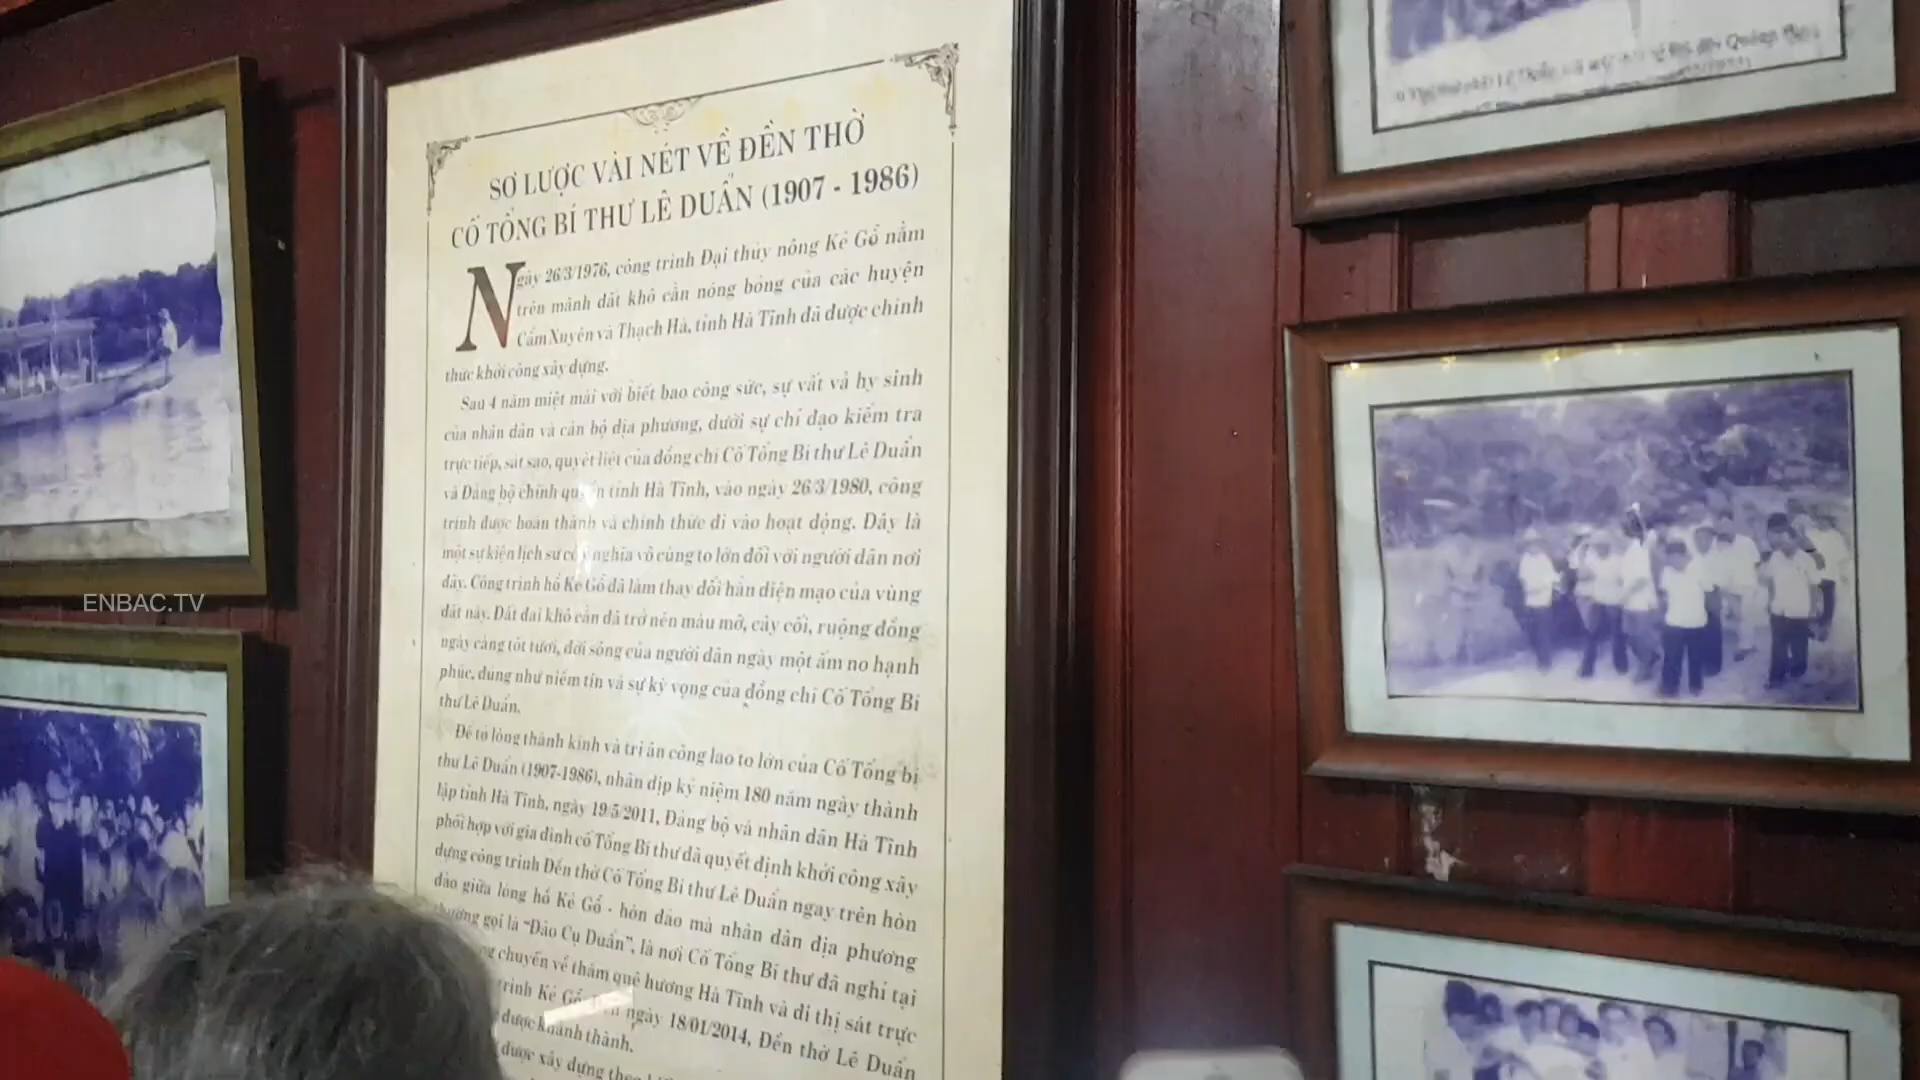 SƠ LƯỢC VÀI NÉT VỀ ĐỀN THỜ
CỐ TỔNG BÍ THƯ LÊ DUẨN (1907 - 1986)
Ngày 26/3/1976, công trình Đại thủy nông Kẻ Gỗ nằm
trên mảnh đất khô cằn nóng bỏng của các huyện
Cẩm Xuyên và Thạch Hà, tỉnh Hà Tĩnh đã được chính
thức khởi công xây dựng.
Sau 4 năm miệt mài với biết bao công sức, sự vất vả hy sinh
của nhân dân và cán bộ địa phương, dưới sự chỉ đạo kiểm tra
trực tiếp, sát sao, quyết liệt của đồng chí Cố Tổng Bí thư Lê Duẩn
và Đảng bộ chính quyền tỉnh Hà Tĩnh, vào ngày 26/3/1980, công
trình được hoàn thành và chính thức đi vào hoạt động. Đây là
một sự kiện lịch sử có ý nghĩa vô cùng to lớn đối với người dân nơi
đây. Công trình hồ Kẻ Gỗ đã làm thay đổi hẳn diện mạo của vùng
đất này. Đất đai khô cằn đã trở nên màu mỡ, cây cối, ruộng đồng
ngày càng tốt tươi, đời sống của người dân ngày một ấm no hạnh
phúc, đúng như niềm tin và sự kỳ vọng của đồng chí Cố Tổng Bí
thư Lê Duẩn.
Để tỏ lòng thành kính và tri ân công lao to lớn của Cố Tổng bí
thư Lê Duẩn (1907-1986), nhân dịp kỷ niệm 180 năm ngày thành
lập tỉnh Hà Tĩnh, ngày 19/5/2011, Đảng bộ và nhân dân Hà Tĩnh
phối hợp với gia đình cố Tổng Bí thư đã quyết định khởi công xây
dựng công trình Đền thờ Cố Tổng Bí thư Lê Duẩn ngay trên hòn
đảo giữa lòng hồ Kẻ Gỗ - hòn đảo mà nhân dân địa phương
thường gọi là "Đảo Cụ Duẩn", là nơi Cố Tổng Bí thư đã nghỉ tại
chuyến về thăm quê hương Hà Tĩnh và đi thị sát trực
trình Kẻ Gỗ ngày 18/01/2014, Đền thờ Lê Duẩn
được khánh thành.
được xây dựng theo
ENBAC.TV